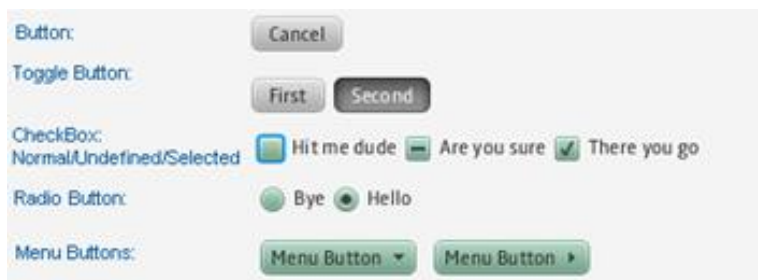 Button: Cancel
Toggle Button:
First Second
CheckBox:
Normal/Undefined/Selected Hit me dude Are you sure There you go
Radio Button: Bye Hello
Menu Buttons: Menu Button Menu Button